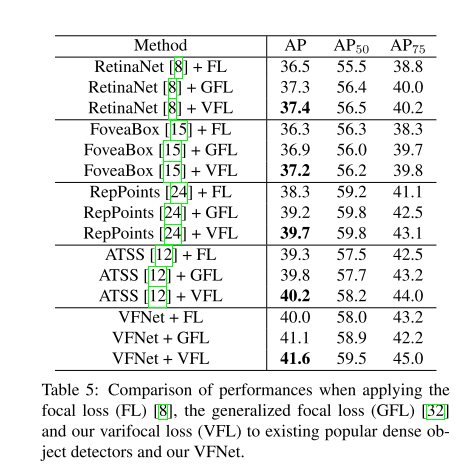 Method AP AP50 AP75
RetinaNet [8] + FL 36.5 55.5 38.8
RetinaNet [8] + GFL 37.3 56.4 40.0
RetinaNet [8] + VFL 37.4 56.5 40.2
FoveaBox [15] + FL 36.3 56.3 38.3
FoveaBox [15] + GFL 36.9 56.0 39.7
FoveaBox [15] + VFL 37.2 56.2 39.8
RepPoints [24] + FL 38.3 59.2 41.1
RepPoints [24] + GFL 39.2 59.8 42.5
RepPoints [24] + VFL 39.7 59.8 43.1
ATSS [12] + FL 39.3 57.5 42.5
ATSS [12] + GFL 39.8 57.7 43.2
ATSS [12] + VFL 40.2 58.2 44.0
VFNet + FL 40.0 58.0 43.2
VFNet + GFL 41.1 58.9 42.2
VFNet + VFL 41.6 59.5 45.0
Table 5: Comparison of performances when applying the
focal loss (FL) [8], the generalized focal loss (GFL) [32]
and our varifocal loss (VFL) to existing popular dense ob-
ject detectors and our VFNet.